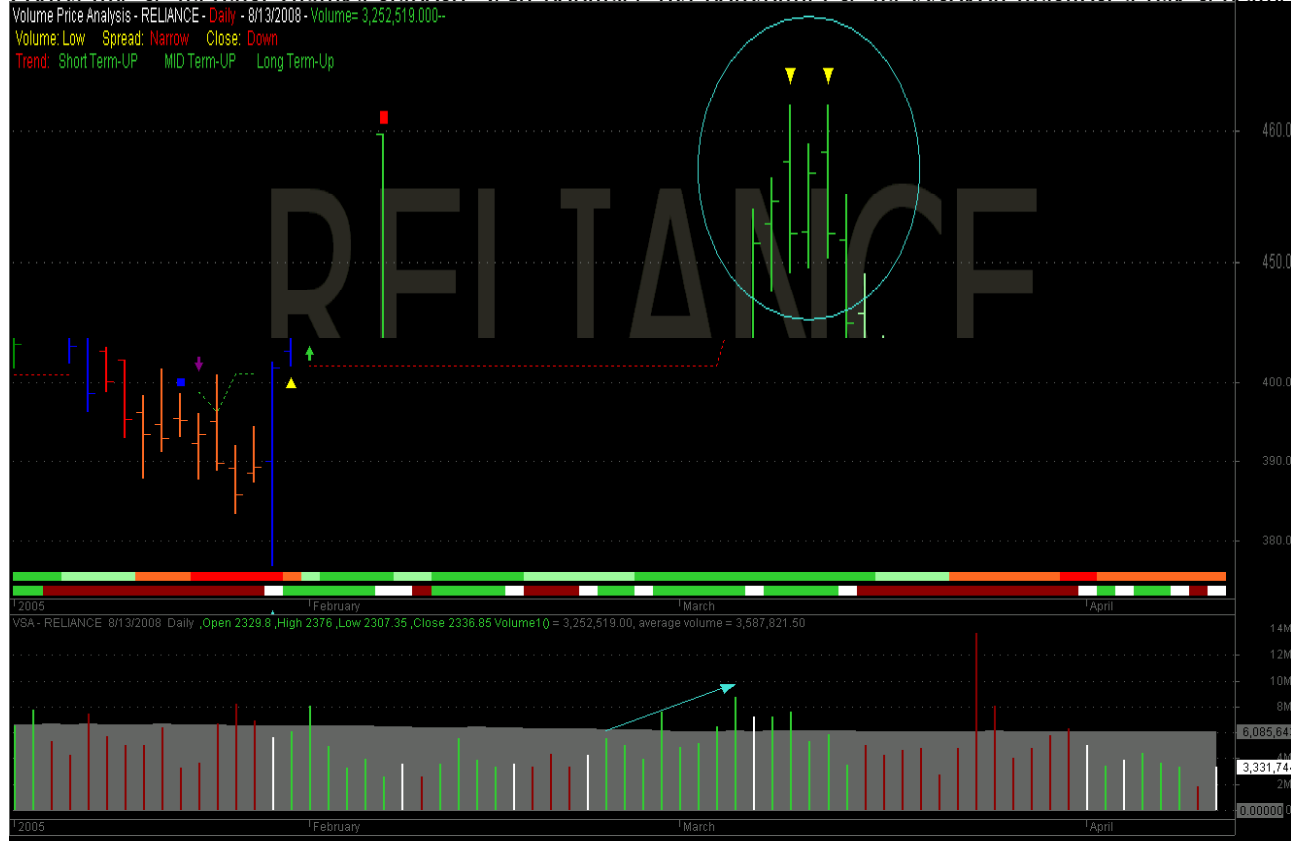 Volume Price Analysis - RELIANCE - Daily - 8/13/2008 - Volume= 3,252,519.000--
Volume: Low Spread: Narrow Close: Down
Trend: Short Term-UP MID Term-UP Long Term-Up
RELIANCE
460.0
450.0
400.0
390.0
380.0
2005 February March April
VSA - RELIANCE 8/13/2008 Daily ,Open 2329.8 ,High 2376 ,Low 2307.35 ,Close 2336.85 Volume1() = 3,252,519.00, average volume = 3,587,821.50
14M
12M
10M
8M
6,085,643
4M
3,331,744
2M
0.00000
2005 February March April